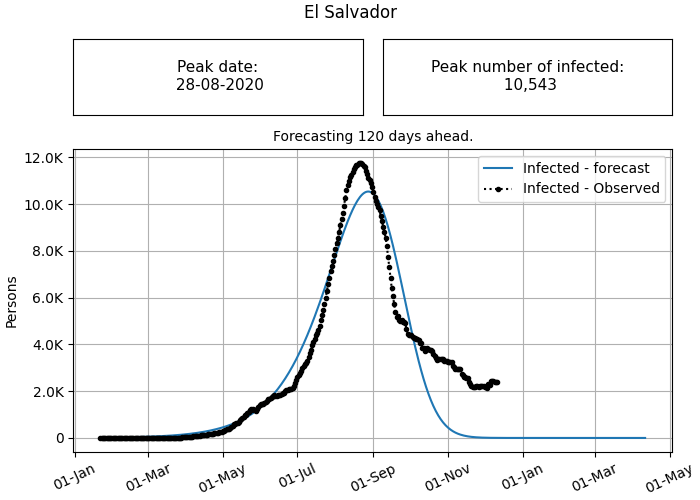 El Salvador
Peak date:
28-08-2020
Peak number of infected:
10,543
Forecasting 120 days ahead.
Infected - forecast
Infected - Observed
12.0K
10.0K
8.0K
6.0K
4.0K
2.0K
0
Persons
01-Jan
01-Mar
01-May
01-Jul
01-Sep
01-Nov
01-Jan
01-Mar
01-May